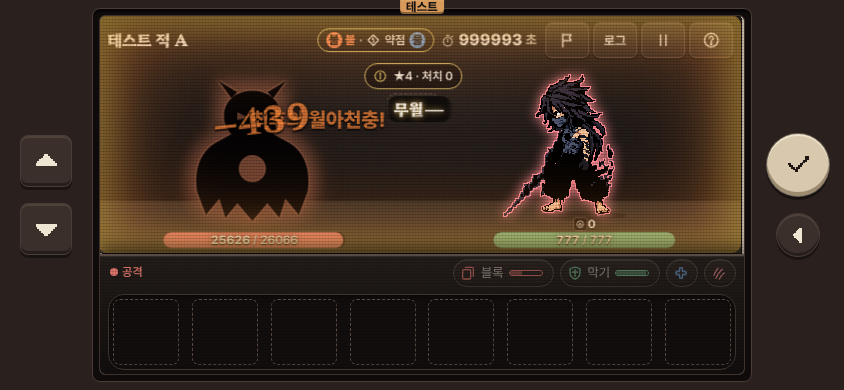 테스트
테스트 적 A
불 · 약점
999993 초
로그
★4 · 처치 0
무월—
-439
월아천충!
0
25626 / 26066
777 / 777
공격
블록
막기